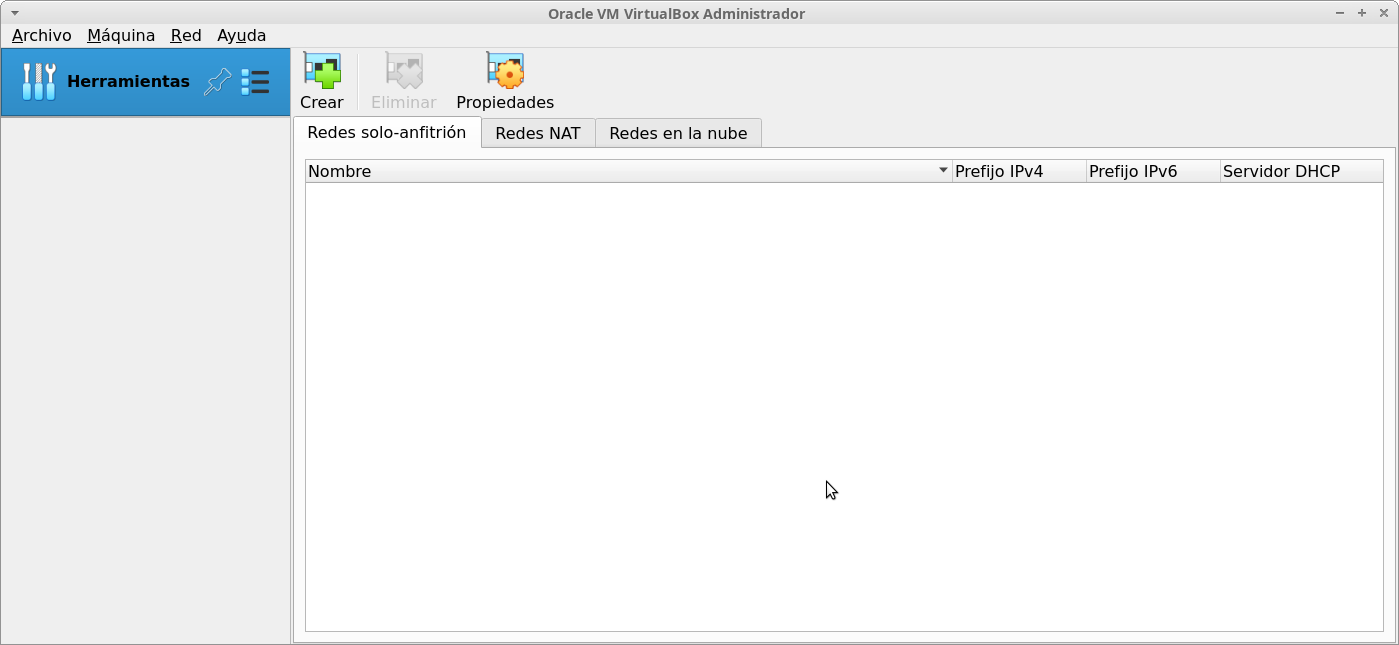 Oracle VM VirtualBox Administrador
Archivo Máquina Red Ayuda
Herramientas
Crear Eliminar Propiedades
Redes solo-anfitrión Redes NAT Redes en la nube
Nombre Prefijo IPv4 Prefijo IPv6 Servidor DHCP